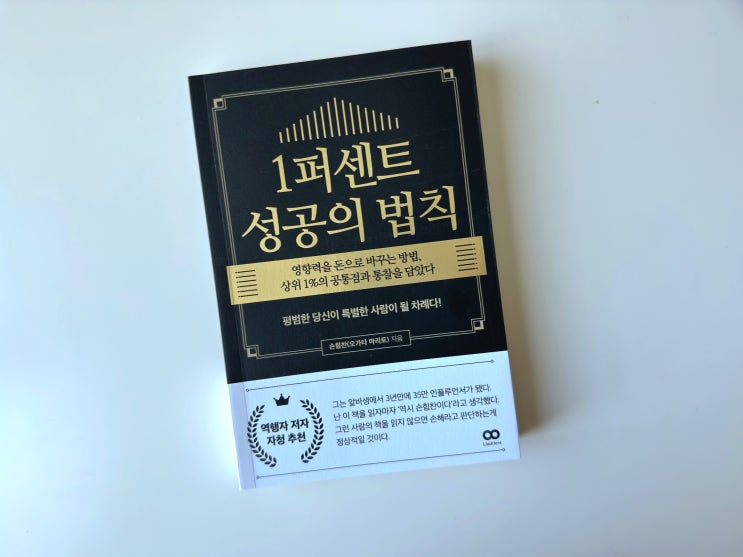 1퍼센트
성공의 법칙
영향력을 돈으로 바꾸는 방법,
상위 1%의 공통점과 통찰을 담았다
평범한 당신이 특별한 사람이 될 차례다!
손힘찬(오가타 마리토) 지음
역행자 저자
자청 추천
그는 알바생에서 3년만에 35만 인플루언서가 됐다.
난 이 책을 읽자마자 '역시 손힘찬이다'라고 생각했다.
그런 사람의 책을 읽지 않으면 손해라고 판단하는게
정상적일 것이다.
Limitless